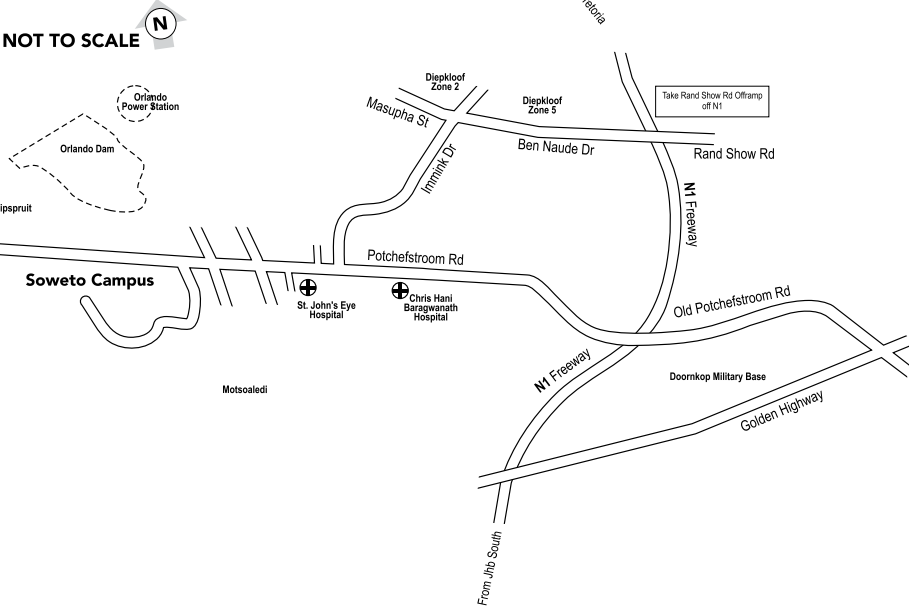 retoria
N
NOT TO SCALE
Diepkloof
Zone 2
Orlando
Power Station
Take Rand Show Rd Offramp
off N1
Diepkloof
Zone 5
Masupha St
Ben Naude Dr
Rand Show Rd
Orlando Dam
Immink Dr
N1 Freeway
ipspruit
Potchefstroom Rd
Soweto Campus
St. John's Eye
Hospital
Chris Hani
Baragwanath
Hospital
Old Potchefstroom Rd
N1 Freeway
Doornkop Military Base
Motsoaledi
Golden Highway
From Jhb South